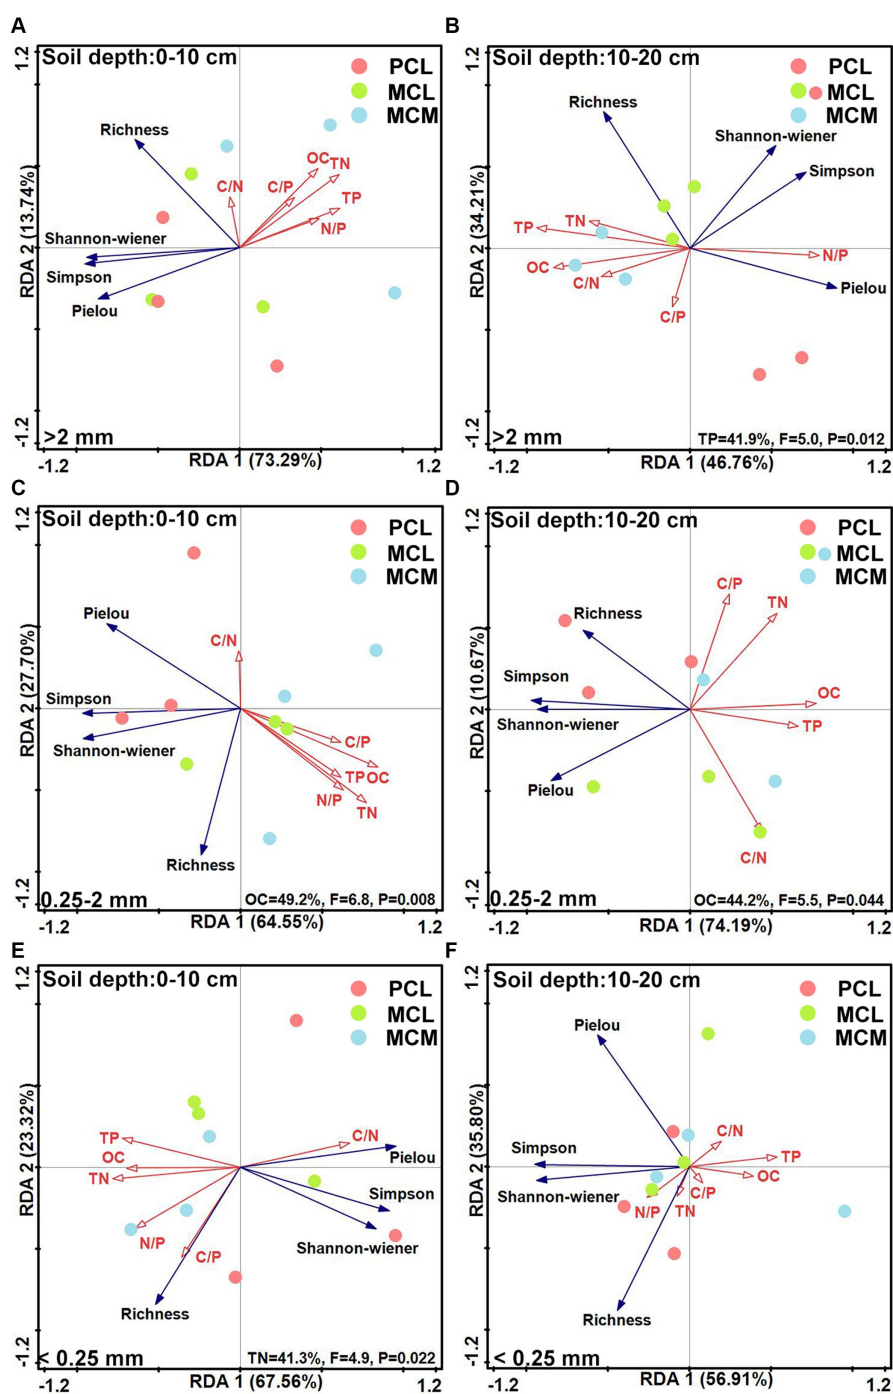 A
Soil depth:0-10 cm
PCL
MCL
MCM
Richness
C/N
C/P
OC
TN
TP
N/P
Shannon-wiener
Simpson
Pielou
>2 mm
1.2
RDA 2 (13.74%)
-1.2
-1.2
RDA 1 (73.29%)
1.2
B
Soil depth:10-20 cm
PCL
MCL
MCM
Richness
Shannon-wiener
Simpson
TN
TP
OC
C/N
C/P
N/P
Pielou
>2 mm
TP=41.9%, F=5.0, P=0.012
1.2
RDA 2 (34.21%)
-1.2
-1.2
RDA 1 (46.76%)
1.2
C
Soil depth:0-10 cm
PCL
MCL
MCM
Pielou
C/N
Simpson
Shannon-wiener
C/P
TP
OC
N/P
TN
Richness
0.25-2 mm
OC=49.2%, F=6.8, P=0.008
1.2
RDA 2 (27.70%)
-1.2
-1.2
RDA 1 (64.55%)
1.2
D
Soil depth:10-20 cm
PCL
MCL
MCM
C/P
TN
Richness
Simpson
OC
Shannon-wiener
TP
Pielou
C/N
0.25-2 mm
OC=44.2%, F=5.5, P=0.044
1.2
RDA 2 (10.67%)
-1.2
-1.2
RDA 1 (74.19%)
1.2
E
Soil depth:0-10 cm
PCL
MCL
MCM
TP
C/N
OC
Pielou
TN
Simpson
N/P
C/P
Shannon-wiener
Richness
< 0.25 mm
TN=41.3%, F=4.9, P=0.022
1.2
RDA 2 (23.32%)
-1.2
-1.2
RDA 1 (67.56%)
1.2
F
Soil depth:10-20 cm
PCL
MCL
MCM
Pielou
C/N
Simpson
TP
OC
Shannon-wiener
C/P
N/P
TN
Richness
< 0.25 mm
1.2
RDA 2 (35.80%)
-1.2
-1.2
RDA 1 (56.91%)
1.2